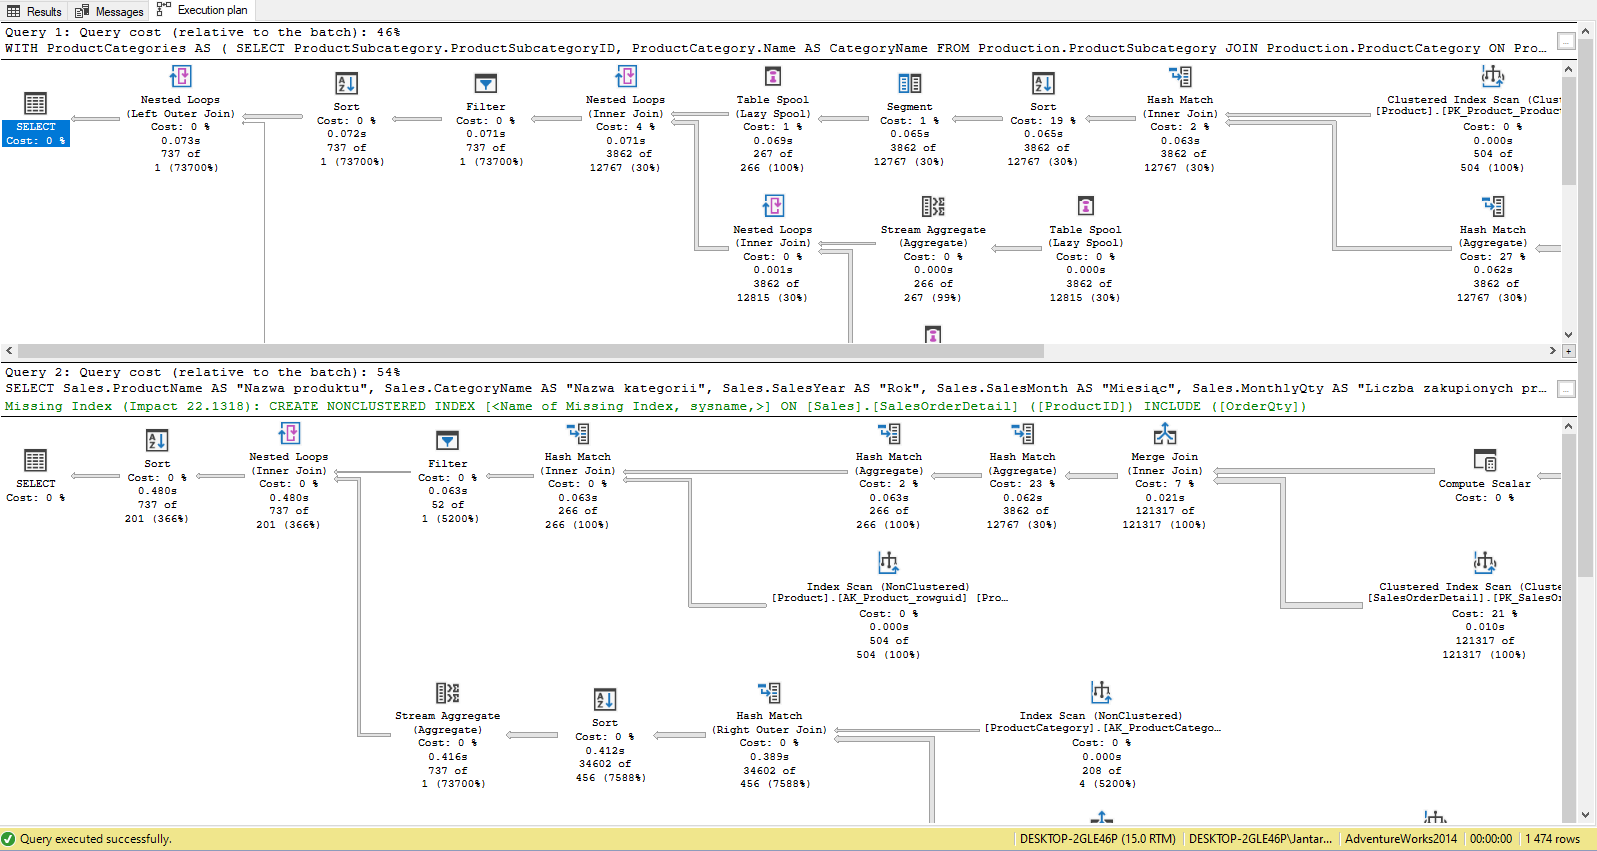 Results Messages Execution plan
Query 1: Query cost (relative to the batch): 46%
WITH ProductCategories AS ( SELECT ProductSubcategory.ProductSubcategoryID, ProductCategory.Name AS CategoryName FROM Production.ProductSubcategory JOIN Production.ProductCategory ON Pro...
SELECT
Cost: 0 %
Nested Loops
(Left Outer Join)
Cost: 0 %
0.073s
737 of
1 (73700%)
Sort
Cost: 0 %
0.072s
737 of
1 (73700%)
Filter
Cost: 0 %
0.071s
737 of
1 (73700%)
Nested Loops
(Inner Join)
Cost: 4 %
0.071s
3862 of
12767 (30%)
Table Spool
(Lazy Spool)
Cost: 1 %
0.069s
267 of
266 (100%)
Segment
Cost: 1 %
0.065s
3862 of
12767 (30%)
Sort
Cost: 19 %
0.065s
3862 of
12767 (30%)
Hash Match
(Inner Join)
Cost: 2 %
0.063s
3862 of
12767 (30%)
Clustered Index Scan (Clus
[Product].[PK_Product_Produc
Cost: 0 %
0.000s
504 of
504 (100%)
Nested Loops
(Inner Join)
Cost: 0 %
0.001s
3862 of
12815 (30%)
Stream Aggregate
(Aggregate)
Cost: 0 %
0.000s
266 of
267 (99%)
Table Spool
(Lazy Spool)
Cost: 0 %
0.000s
3862 of
12815 (30%)
Hash Match
(Aggregate)
Cost: 27 %
0.062s
3862 of
12767 (30%)
Query 2: Query cost (relative to the batch): 54%
SELECT Sales.ProductName AS "Nazwa produktu", Sales.CategoryName AS "Nazwa kategorii", Sales.SalesYear AS "Rok", Sales.SalesMonth AS "Miesiąc", Sales.MonthlyQty AS "Liczba zakupionych pr...
Missing Index (Impact 22.1318): CREATE NONCLUSTERED INDEX [<Name of Missing Index, sysname,>] ON [Sales].[SalesOrderDetail] ([ProductID]) INCLUDE ([OrderQty])
SELECT
Cost: 0 %
Sort
Cost: 0 %
0.480s
737 of
201 (366%)
Nested Loops
(Inner Join)
Cost: 0 %
0.480s
737 of
201 (366%)
Filter
Cost: 0 %
0.063s
52 of
1 (5200%)
Hash Match
(Inner Join)
Cost: 0 %
0.063s
266 of
266 (100%)
Hash Match
(Aggregate)
Cost: 2 %
0.063s
266 of
266 (100%)
Hash Match
(Aggregate)
Cost: 23 %
0.062s
3862 of
12767 (30%)
Merge Join
(Inner Join)
Cost: 7 %
0.021s
121317 of
121317 (100%)
Compute Scalar
Cost: 0 %
Index Scan (NonClustered)
[Product].[AK_Product_rowguid] [Pro...
Cost: 0 %
0.000s
504 of
504 (100%)
Clustered Index Scan (Cluste
[SalesOrderDetail].[PK_SalesO
Cost: 21 %
0.010s
121317 of
121317 (100%)
Stream Aggregate
(Aggregate)
Cost: 0 %
0.416s
737 of
1 (73700%)
Sort
Cost: 0 %
0.412s
34602 of
456 (7588%)
Hash Match
(Right Outer Join)
Cost: 0 %
0.389s
34602 of
456 (7588%)
Index Scan (NonClustered)
[ProductCategory].[AK_ProductCatego...
Cost: 0 %
0.000s
208 of
4 (5200%)
Query executed successfully.
DESKTOP-2GLE46P (15.0 RTM) DESKTOP-2GLE46P\Jantar... AdventureWorks2014 00:00:00 1 474 rows